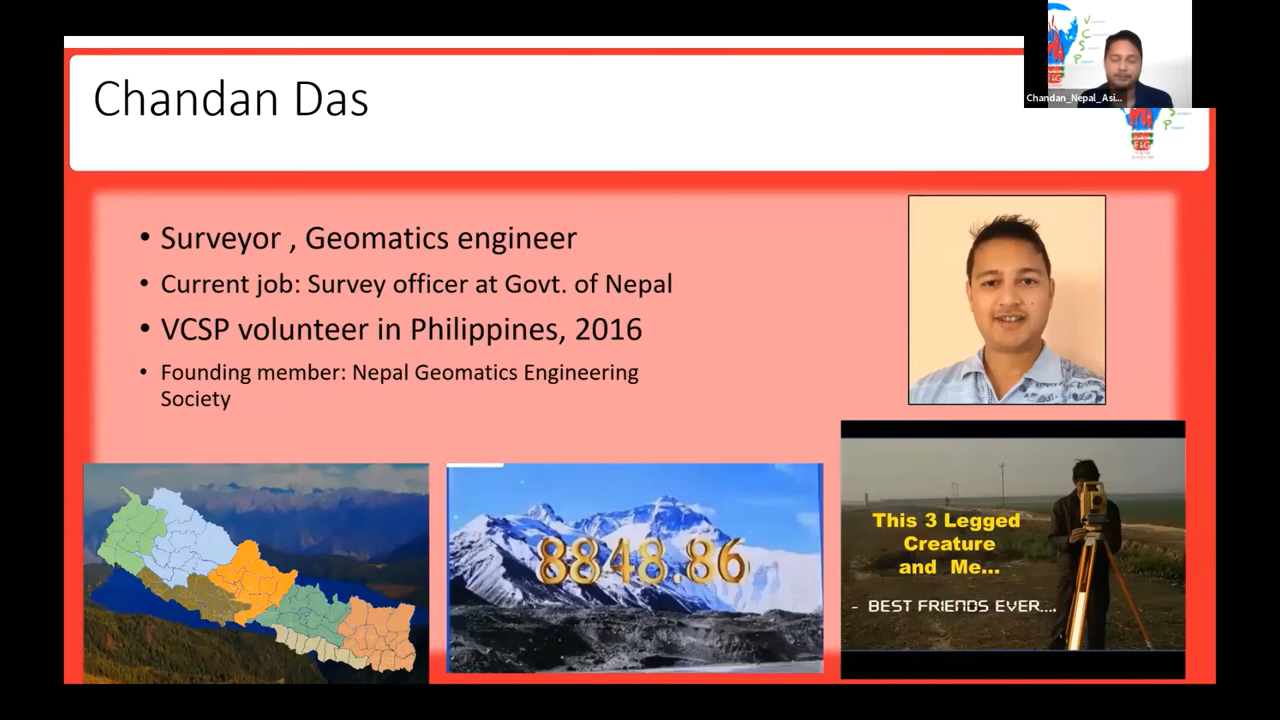 Chandan Das
V
C
S
P
Chandan_Nepal_Asi...
S
P
FIG
• Surveyor , Geomatics engineer
• Current job: Survey officer at Govt. of Nepal
• VCSP volunteer in Philippines, 2016
• Founding member: Nepal Geomatics Engineering
Society
8848.86
This 3 Legged
Creature
and Me...
- BEST FRIENDS EVER....